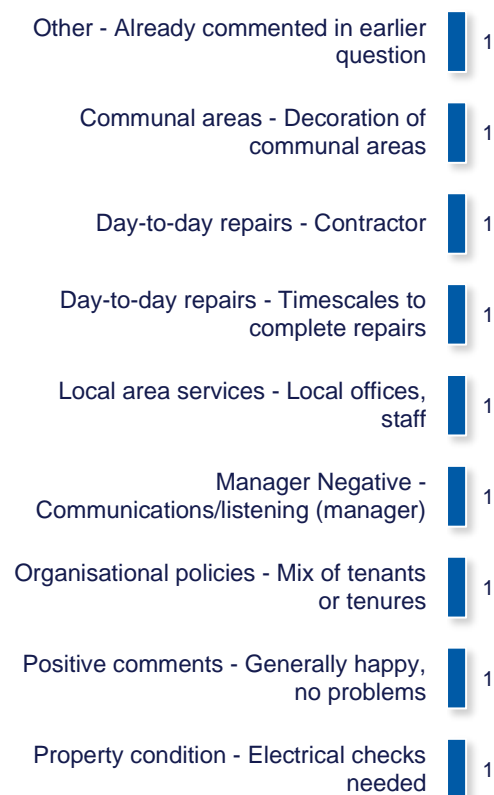 Other - Already commented in earlier
question
1
Communal areas - Decoration of
communal areas
1
Day-to-day repairs - Contractor
1
Day-to-day repairs - Timescales to
complete repairs
1
Local area services - Local offices,
staff
1
Manager Negative -
Communications/listening (manager)
1
Organisational policies - Mix of tenants
or tenures
1
Positive comments - Generally happy,
no problems
1
Property condition - Electrical checks
needed
1